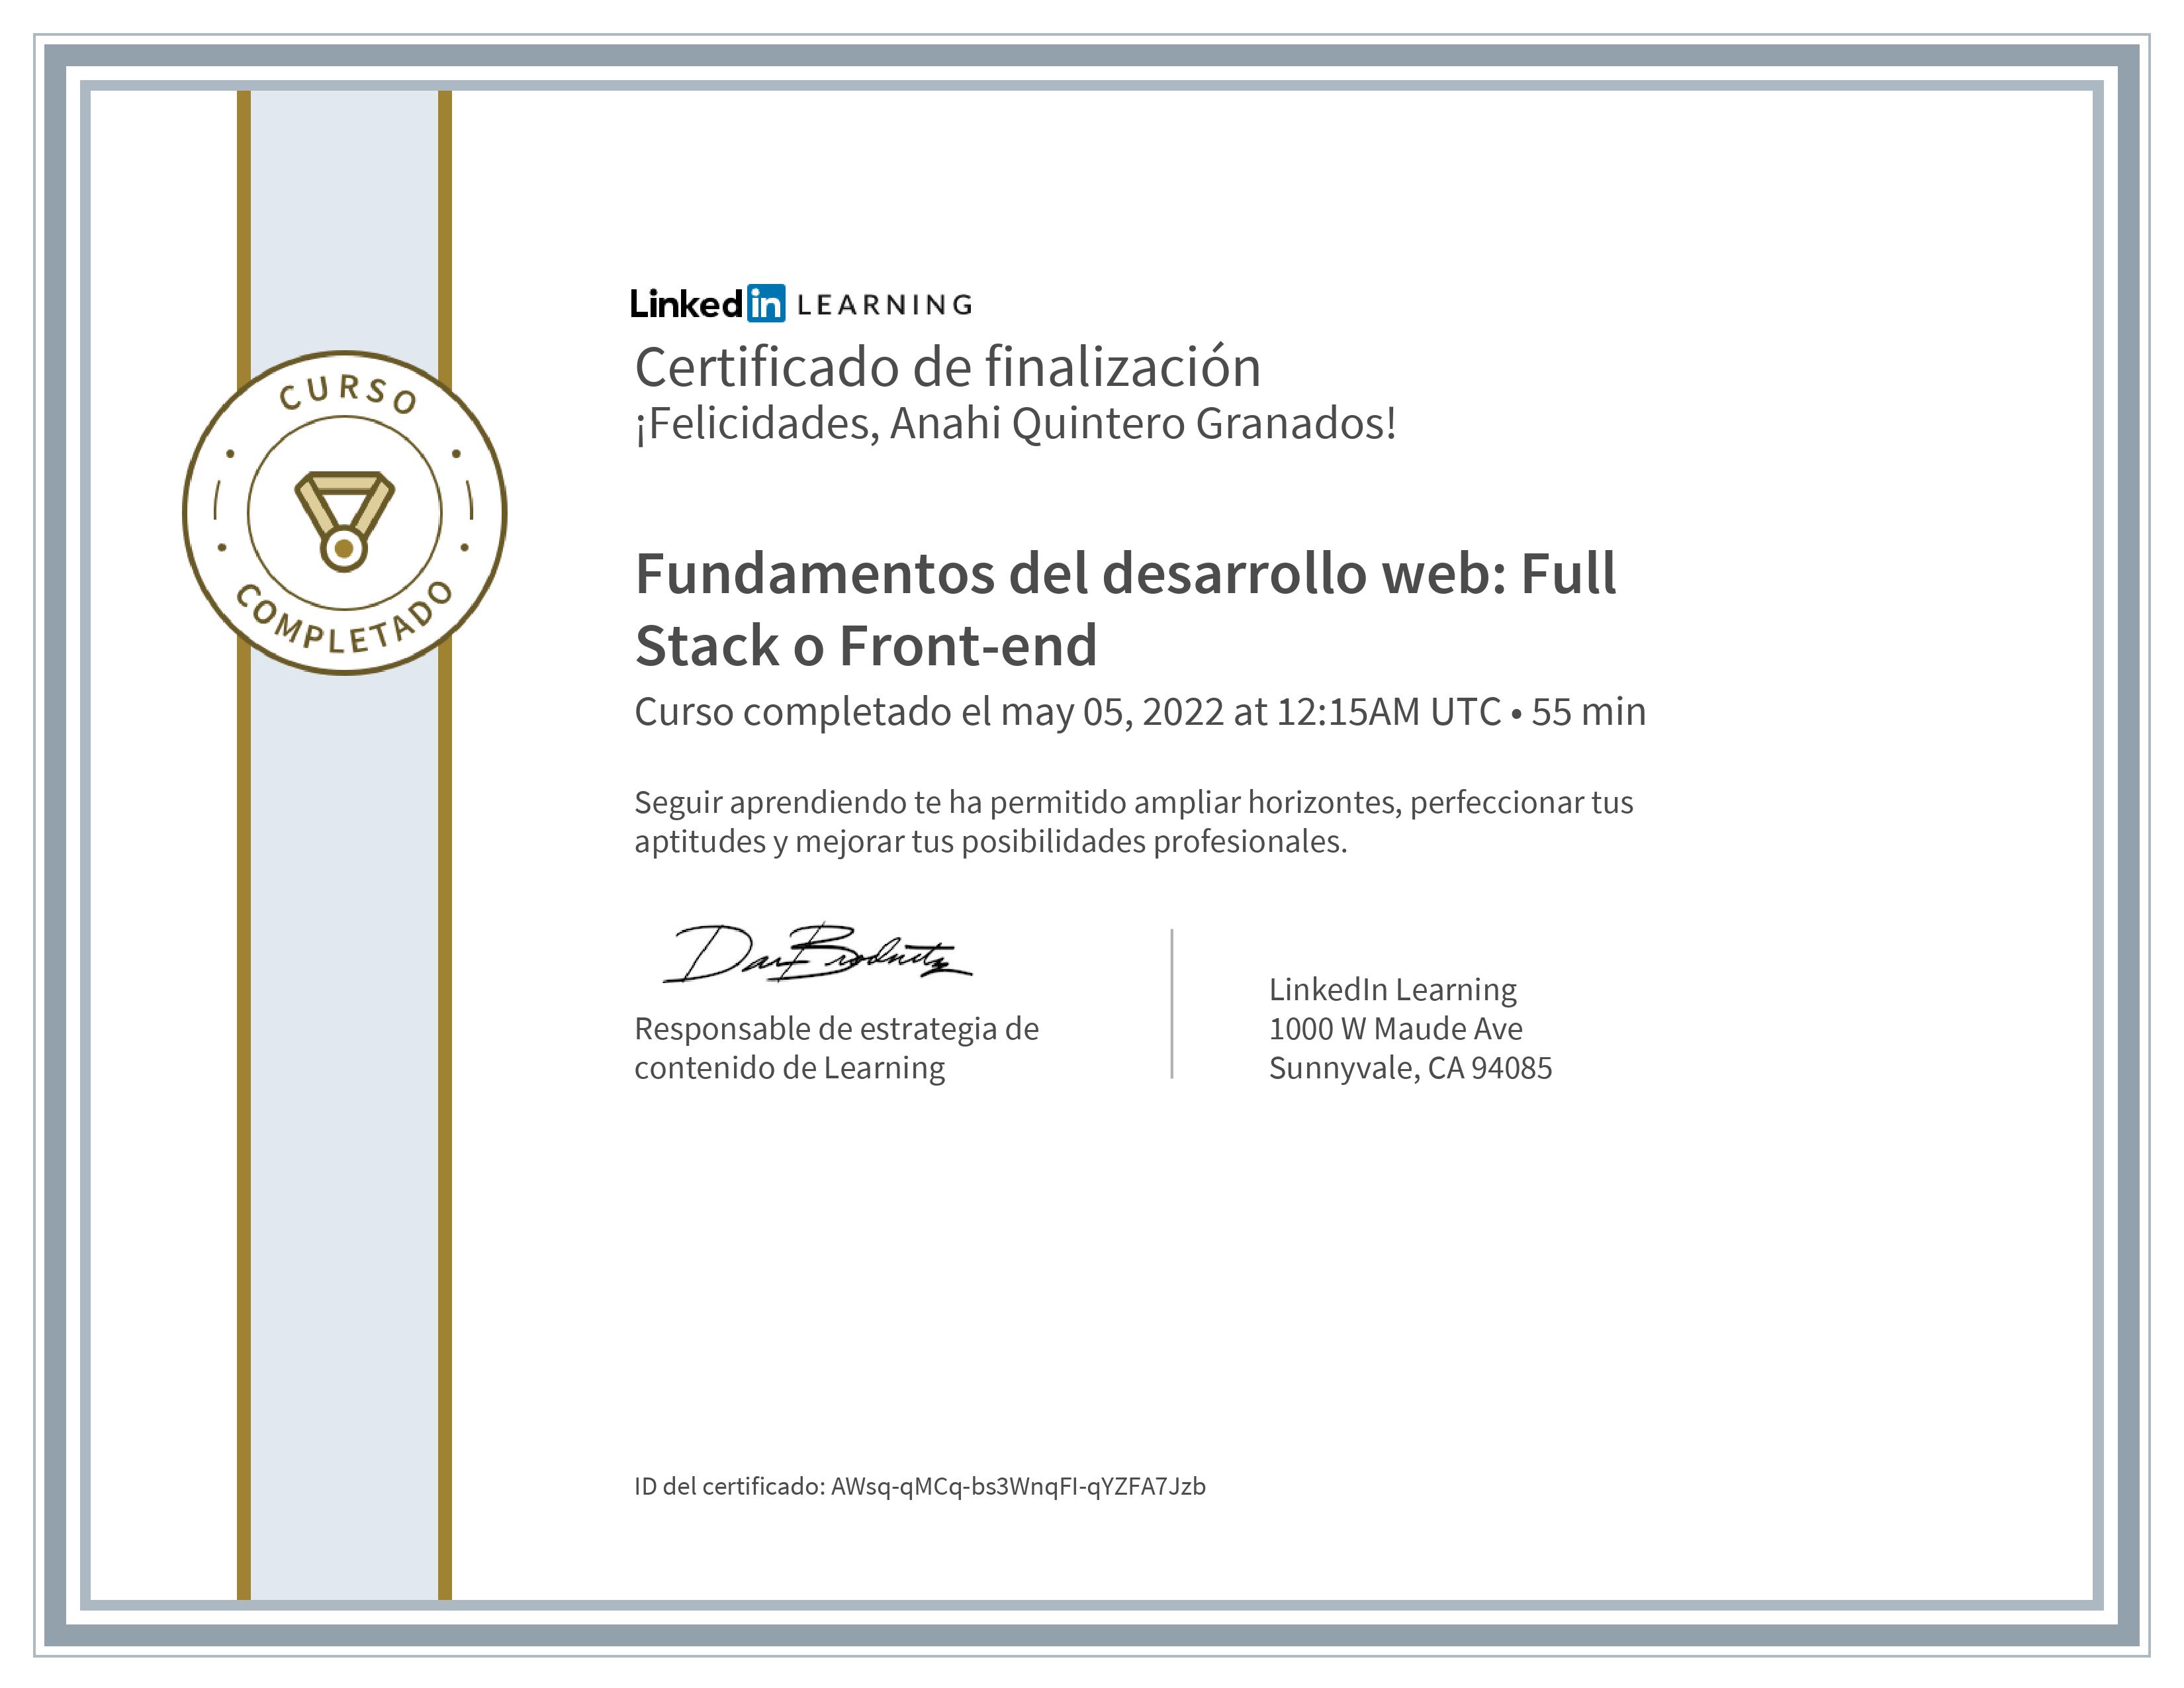 LinkedIn LEARNING
Certificado de finalización
¡Felicidades, Anahi Quintero Granados!
CURSO
COMPLETADO
Fundamentos del desarrollo web: Full
Stack o Front-end
Curso completado el may 05, 2022 at 12:15AM UTC • 55 min
Seguir aprendiendo te ha permitido ampliar horizontes, perfeccionar tus
aptitudes y mejorar tus posibilidades profesionales.
Dan Brodnitz
Responsable de estrategia de
contenido de Learning
LinkedIn Learning
1000 W Maude Ave
Sunnyvale, CA 94085
ID del certificado: AWsq-qMCq-bs3WnqFI-qYZFA7Jzb